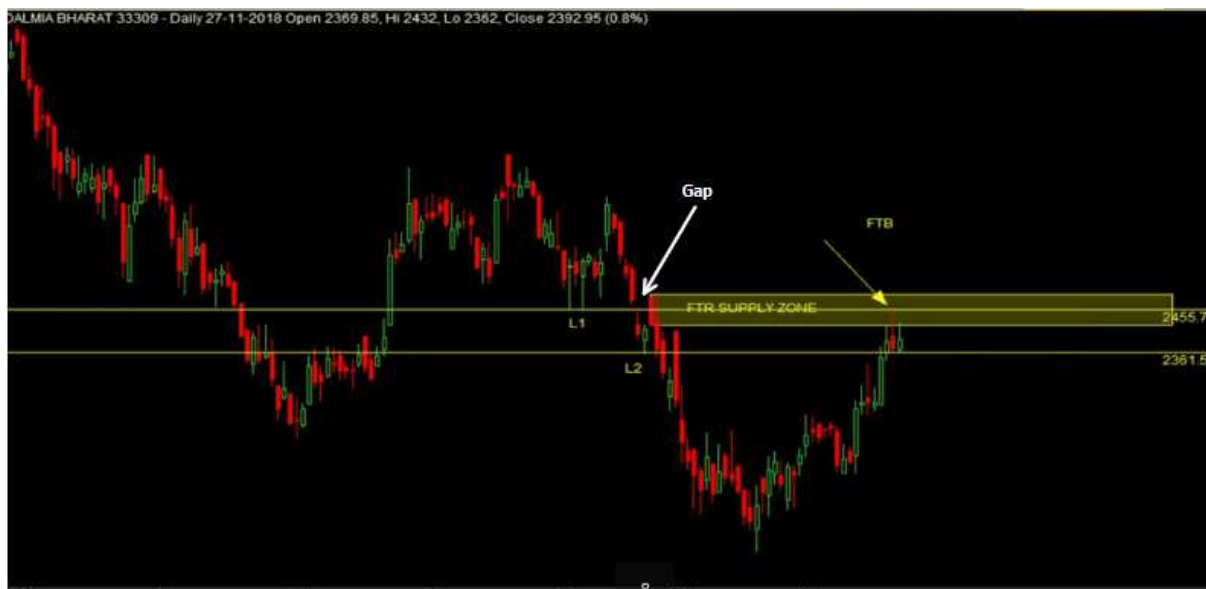 DALMIA BHARAT 33309 - Daily 27-11-2018 Open 2369.85, Hi 2432, Lo 2362, Close 2392.95 (0.8%)
Gap
FTB
FTR SUPPLY ZONE
2455.7
L1
2361.5
L2